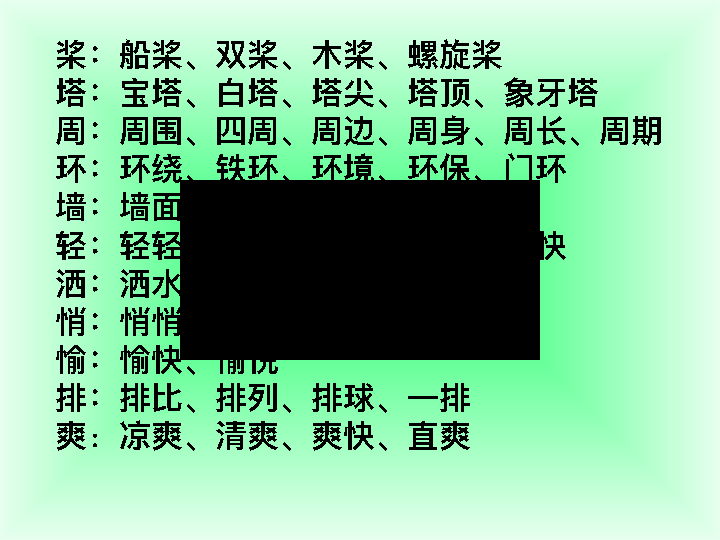 桨：船桨、双桨、木桨、螺旋桨
塔：宝塔、白塔、塔尖、塔顶、象牙塔
周：周围、四周、周边、周身、周长、周期
环：环绕、铁环、环境、环保、门环
墙：墙面
轻：轻轻 快
洒：洒水
悄：悄悄
愉：愉快、愉悦
排：排比、排列、排球、一排
爽：凉爽、清爽、爽快、直爽